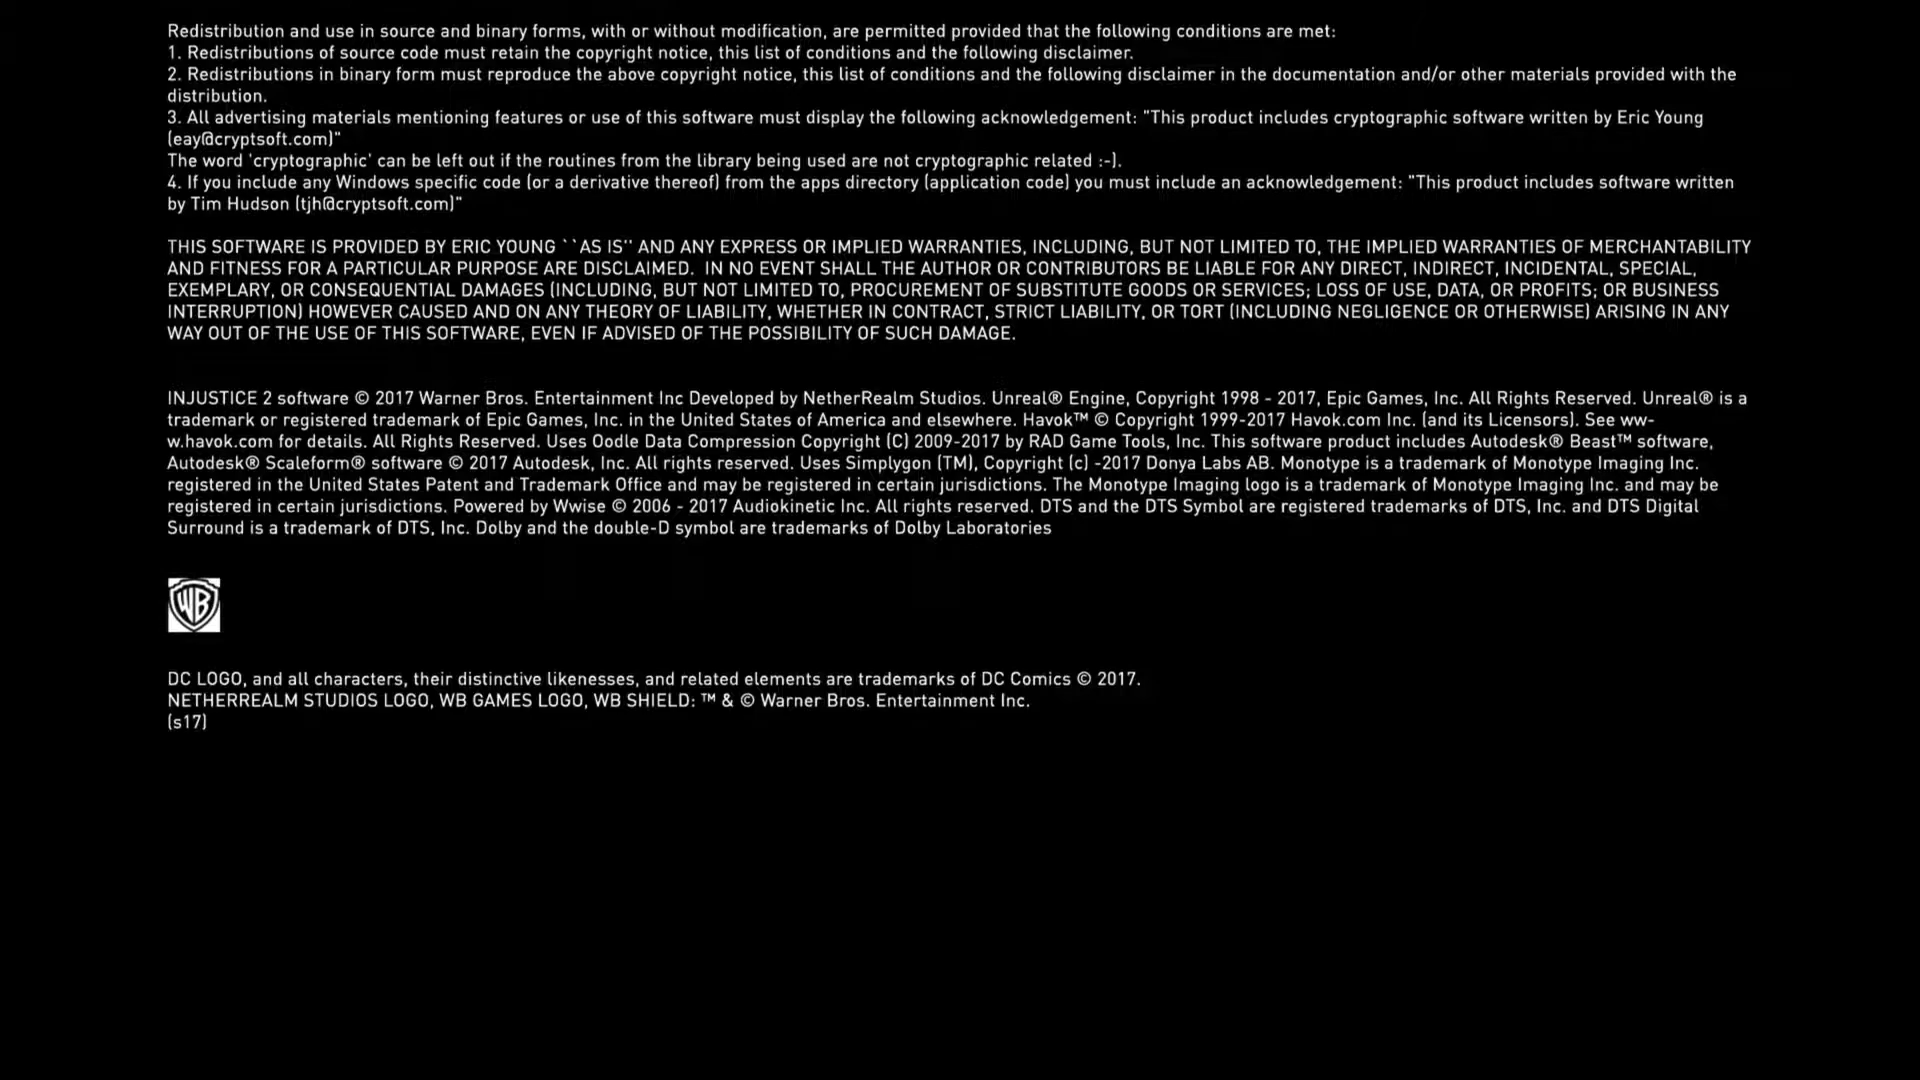 Redistribution and use in source and binary forms, with or without modification, are permitted provided that the following conditions are met:
1. Redistributions of source code must retain the copyright notice, this list of conditions and the following disclaimer.
2. Redistributions in binary form must reproduce the above copyright notice, this list of conditions and the following disclaimer in the documentation and/or other materials provided with the
distribution.
3. All advertising materials mentioning features or use of this software must display the following acknowledgement: "This product includes cryptographic software written by Eric Young
(eay@cryptsoft.com)"
The word 'cryptographic' can be left out if the routines from the library being used are not cryptographic related :-).
4. If you include any Windows specific code (or a derivative thereof) from the apps directory (application code) you must include an acknowledgement: "This product includes software written
by Tim Hudson (tjh@cryptsoft.com)"
THIS SOFTWARE IS PROVIDED BY ERIC YOUNG ``AS IS'' AND ANY EXPRESS OR IMPLIED WARRANTIES, INCLUDING, BUT NOT LIMITED TO, THE IMPLIED WARRANTIES OF MERCHANTABILITY
AND FITNESS FOR A PARTICULAR PURPOSE ARE DISCLAIMED.  IN NO EVENT SHALL THE AUTHOR OR CONTRIBUTORS BE LIABLE FOR ANY DIRECT, INDIRECT, INCIDENTAL, SPECIAL,
EXEMPLARY, OR CONSEQUENTIAL DAMAGES (INCLUDING, BUT NOT LIMITED TO, PROCUREMENT OF SUBSTITUTE GOODS OR SERVICES; LOSS OF USE, DATA, OR PROFITS; OR BUSINESS
INTERRUPTION) HOWEVER CAUSED AND ON ANY THEORY OF LIABILITY, WHETHER IN CONTRACT, STRICT LIABILITY, OR TORT (INCLUDING NEGLIGENCE OR OTHERWISE) ARISING IN ANY
WAY OUT OF THE USE OF THIS SOFTWARE, EVEN IF ADVISED OF THE POSSIBILITY OF SUCH DAMAGE.
INJUSTICE 2 software © 2017 Warner Bros. Entertainment Inc Developed by NetherRealm Studios. Unreal® Engine, Copyright 1998 - 2017, Epic Games, Inc. All Rights Reserved. Unreal® is a
trademark or registered trademark of Epic Games, Inc. in the United States of America and elsewhere. Havok™ © Copyright 1999-2017 Havok.com Inc. (and its Licensors). See ww-
w.havok.com for details. All Rights Reserved. Uses Oodle Data Compression Copyright (C) 2009-2017 by RAD Game Tools, Inc. This software product includes Autodesk® Beast™ software,
Autodesk® Scaleform® software © 2017 Autodesk, Inc. All rights reserved. Uses Simplygon (TM), Copyright (c) -2017 Donya Labs AB. Monotype is a trademark of Monotype Imaging Inc.
registered in the United States Patent and Trademark Office and may be registered in certain jurisdictions. The Monotype Imaging logo is a trademark of Monotype Imaging Inc. and may be
registered in certain jurisdictions. Powered by Wwise © 2006 - 2017 Audiokinetic Inc. All rights reserved. DTS and the DTS Symbol are registered trademarks of DTS, Inc. and DTS Digital
Surround is a trademark of DTS, Inc. Dolby and the double-D symbol are trademarks of Dolby Laboratories
WB
DC LOGO, and all characters, their distinctive likenesses, and related elements are trademarks of DC Comics © 2017.
NETHERREALM STUDIOS LOGO, WB GAMES LOGO, WB SHIELD: ™ & © Warner Bros. Entertainment Inc.
(s17)